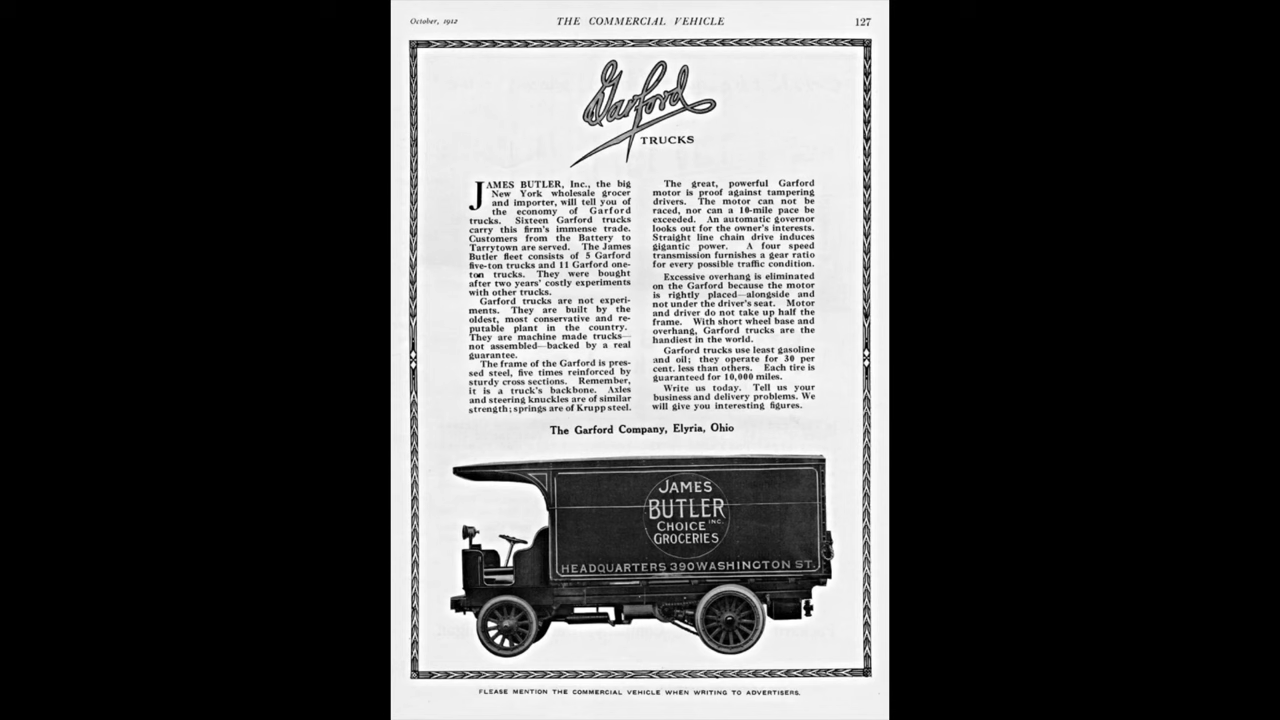 October, 1912
THE COMMERCIAL VEHICLE
127
Garford
TRUCKS
JAMES BUTLER, Inc., the big
New York wholesale grocer
and importer, will tell you of
the economy of Garford
trucks. Sixteen Garford trucks
carry this firm's immense trade.
Customers from the Battery to
Tarrytown are served. The James
Butler fleet consists of 5 Garford
five-ton trucks and 11 Garford one-
ton trucks. They were bought
after two years' costly experiments
with other trucks.
Garford trucks are not experi-
ments. They are built by the
oldest, most conservative and re-
putable plant in the country.
They are machine made trucks—
not assembled—backed by a real
guarantee.
The frame of the Garford is pres-
sed steel, five times reinforced by
sturdy cross sections. Remember,
it is a truck's backbone. Axles
and steering knuckles are of similar
strength; springs are of Krupp steel.
The great, powerful Garford
motor is proof against tampering
drivers. The motor can not be
raced, nor can a 10-mile pace be
exceeded. An automatic governor
looks out for the owner's interests.
Straight line chain drive induces
gigantic power. A four speed
transmission furnishes a gear ratio
for every possible traffic condition.
Excessive overhang is eliminated
on the Garford because the motor
is rightly placed—alongside and
not under the driver's seat. Motor
and driver do not take up half the
frame. With short wheel base and
overhang, Garford trucks are the
handiest in the world.
Garford trucks use least gasoline
and oil; they operate for 30 per
cent. less than others. Each tire is
guaranteed for 10,000 miles.
Write us today. Tell us your
business and delivery problems. We
will give you interesting figures.
The Garford Company, Elyria, Ohio
JAMES
BUTLER
INC.
CHOICE
GROCERIES
HEADQUARTERS 390 WASHINGTON ST.
PLEASE MENTION THE COMMERCIAL VEHICLE WHEN WRITING TO ADVERTISERS.